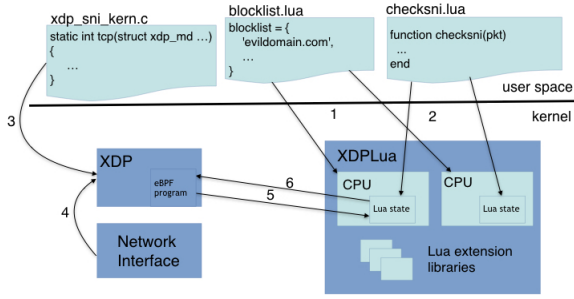 xdp_sni_kern.c
static int tcp(struct xdp_md ...)
{
...
}
blocklist.lua
blocklist = {
'evildomain.com',
...
}
checksni.lua
function checksni(pkt)
...
end
user space
kernel
3
1
2
XDP
eBPF
program
4
6
5
Network
Interface
XDPLua
CPU
Lua state
CPU
Lua state
Lua extension
libraries